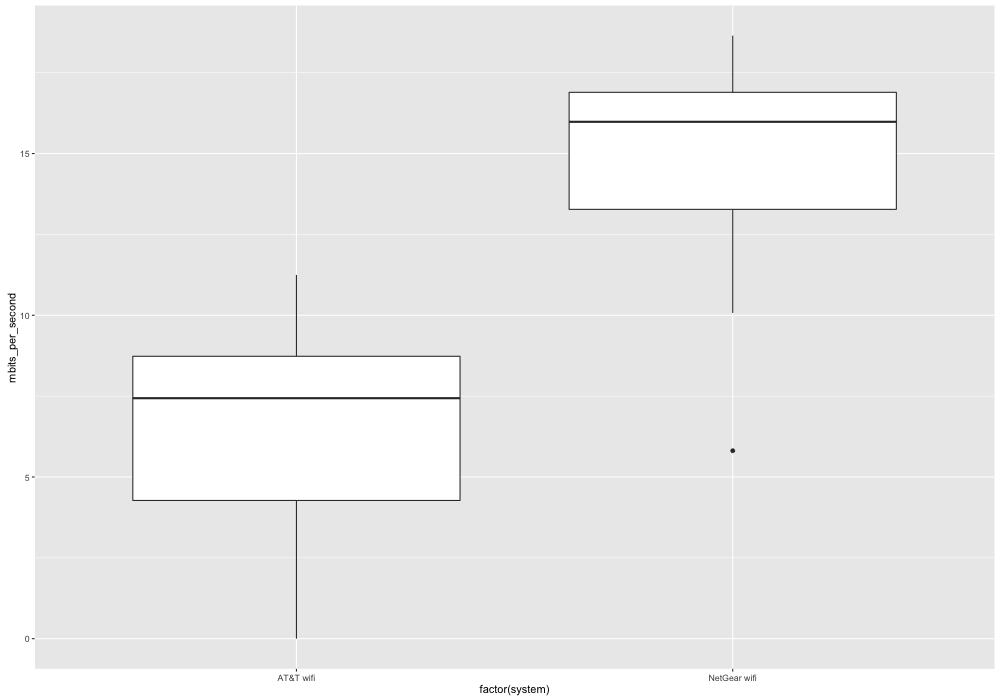 mbits_per_second
15
10
5
0
AT&T wifi
NetGear wifi
factor(system)